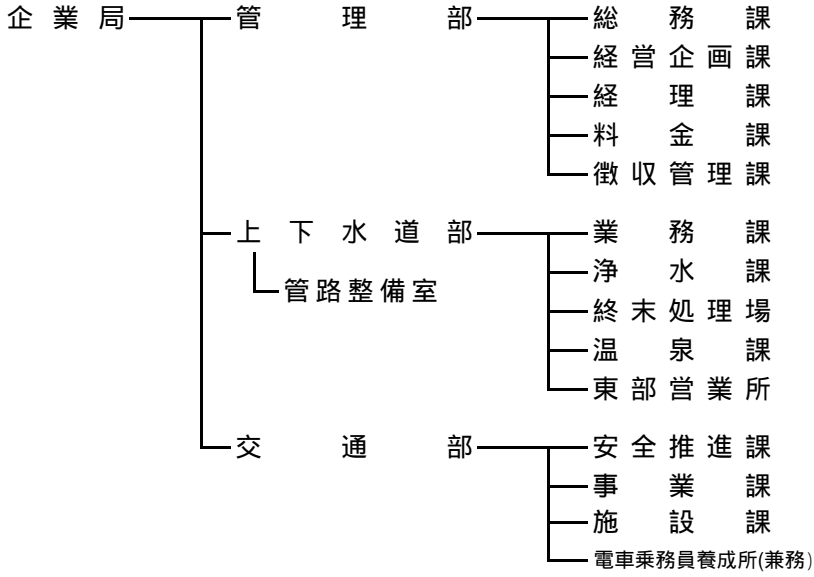 企業局 管理部 総務課
経営企画課
経理課
料金課
徴収管理課
上下水道部 業務課
浄水課
管路整備室
終末処理場
温泉課
東部営業所
交通部 安全推進課
事業課
施設課
電車乗務員養成所(兼務)